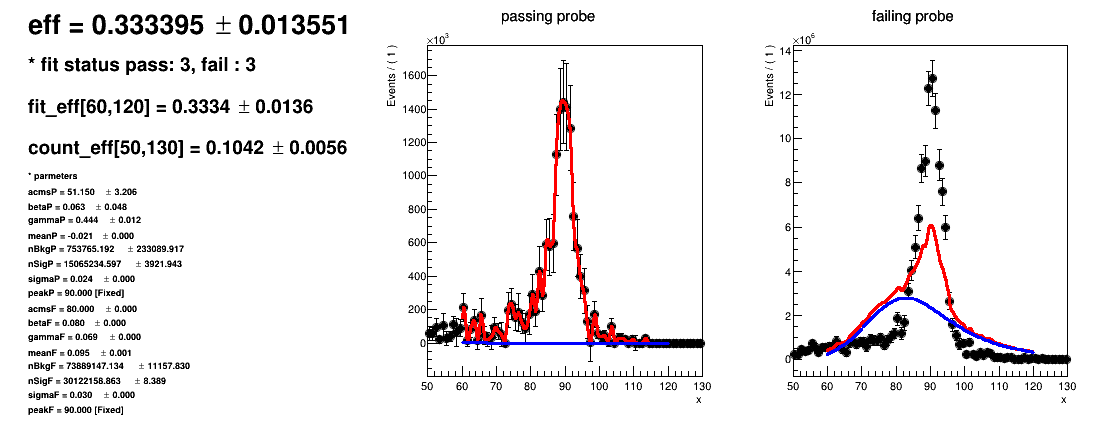 eff = 0.333395 ± 0.013551
* fit status pass: 3, fail : 3
fit_eff[60,120] = 0.3334 ± 0.0136
count_eff[50,130] = 0.1042 ± 0.0056
* parmeters
acmsP = 51.150 ± 3.206
betaP = 0.063 ± 0.048
gammaP = 0.444 ± 0.012
meanP = -0.021 ± 0.000
nBkgP = 753765.192 ± 233089.917
nSigP = 15065234.597 ± 3921.943
sigmaP = 0.024 ± 0.000
peakP = 90.000 [Fixed]
acmsF = 80.000 ± 0.000
betaF = 0.080 ± 0.000
gammaF = 0.069 ± 0.000
meanF = 0.095 ± 0.001
nBkgF = 73889147.134 ± 11157.830
nSigF = 30122158.863 ± 8.389
sigmaF = 0.030 ± 0.000
peakF = 90.000 [Fixed]
passing probe
×10³
Events / ( 1 )
1600
1400
1200
1000
800
600
400
200
0
50 60 70 80 90 100 110 120 130
x
failing probe
×10⁶
Events / ( 1 )
14
12
10
8
6
4
2
0
50 60 70 80 90 100 110 120 130
x